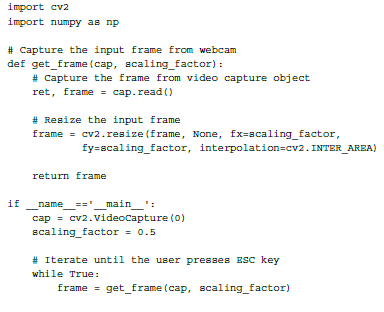 import cv2
import numpy as np

# Capture the input frame from webcam
def get_frame(cap, scaling_factor):
    # Capture the frame from video capture object
    ret, frame = cap.read()

    # Resize the input frame
    frame = cv2.resize(frame, None, fx=scaling_factor,
            fy=scaling_factor, interpolation=cv2.INTER_AREA)

    return frame

if __name__=='__main__':
    cap = cv2.VideoCapture(0)
    scaling_factor = 0.5

    # Iterate until the user presses ESC key
    while True:
        frame = get_frame(cap, scaling_factor)